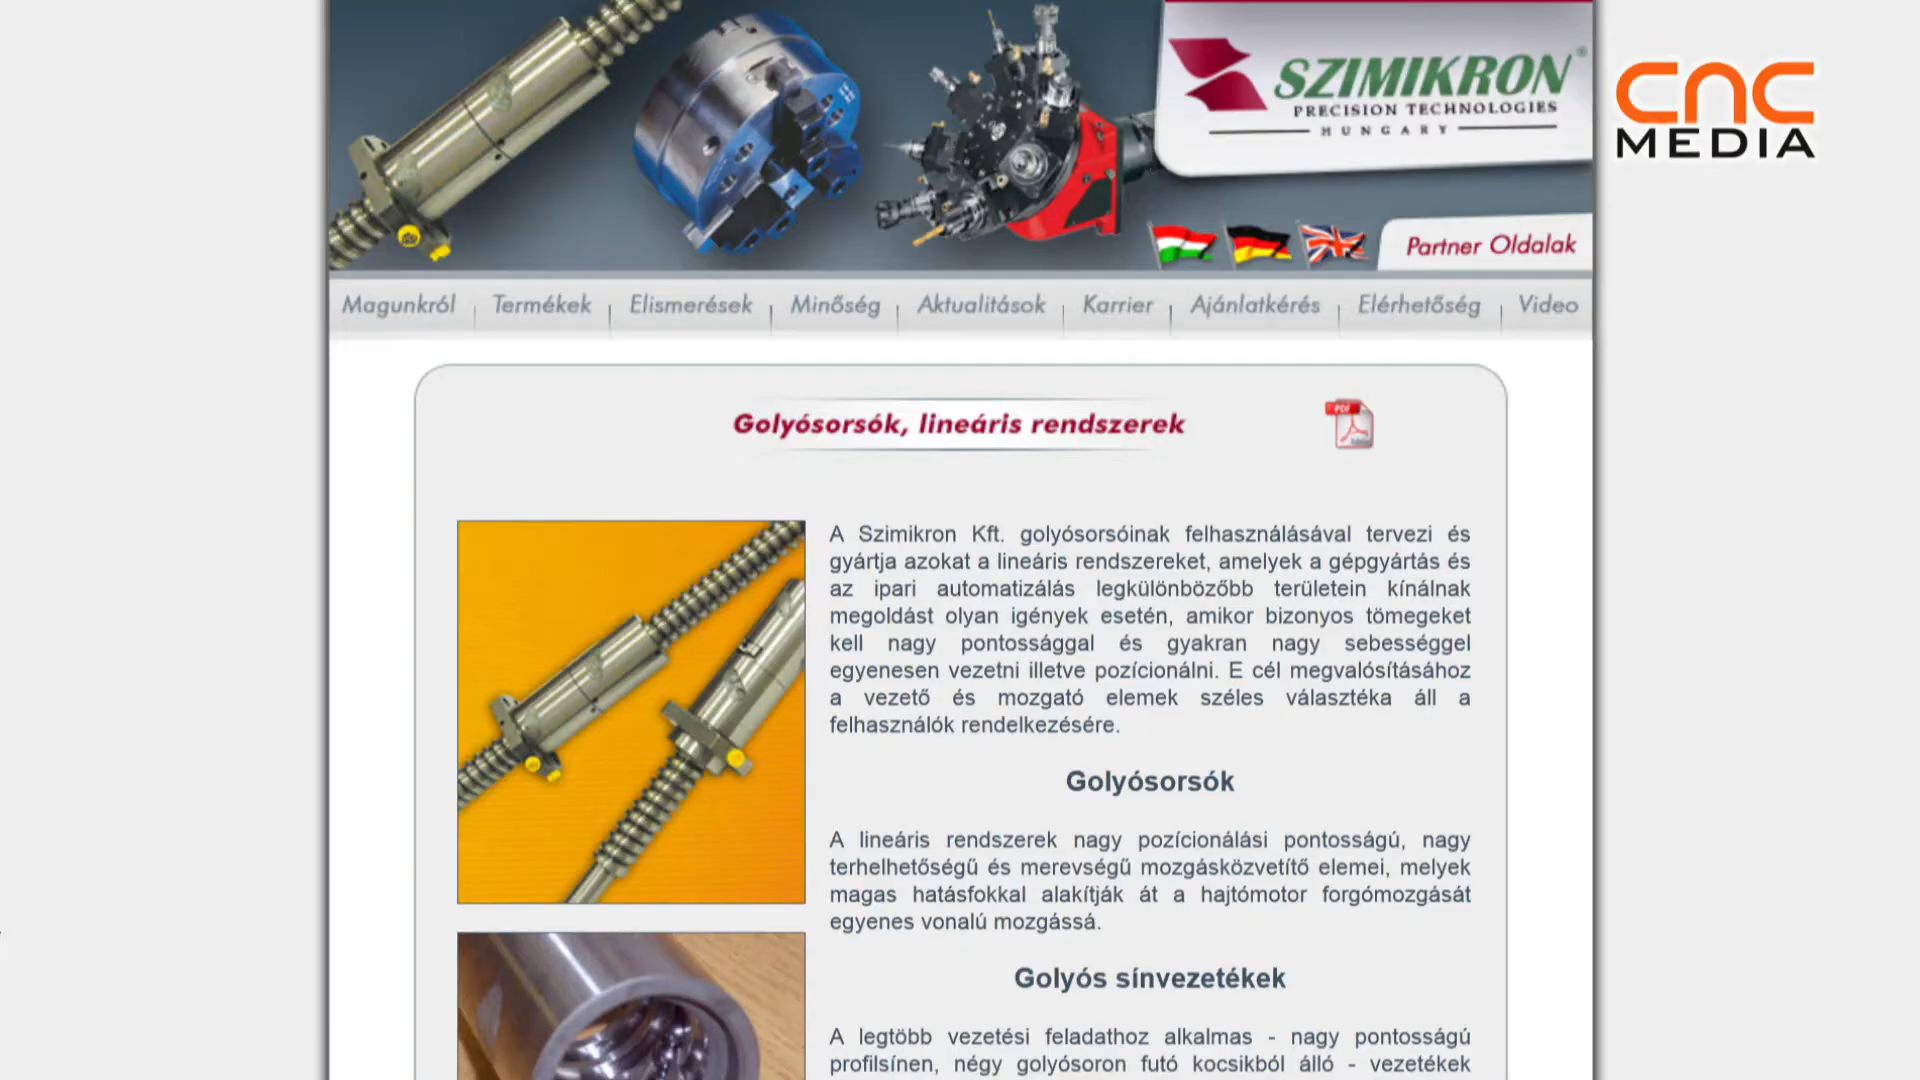 SZIMIKRON®
PRECISION TECHNOLOGIES
HUNGARY
cnc
MEDIA
Partner Oldalak
Magunkról Termékek Elismerések Minőség Aktualitások Karrier Ajánlatkérés Elérhetőség Video
Golyósorsók, lineáris rendszerek
PDF
A Szimikron Kft. golyósorsóinak felhasználásával tervezi és
gyártja azokat a lineáris rendszereket, amelyek a gépgyártás és
az ipari automatizálás legkülönbözőbb területein kínálnak
megoldást olyan igények esetén, amikor bizonyos tömegeket
kell nagy pontossággal és gyakran nagy sebességgel
egyenesen vezetni illetve pozícionálni. E cél megvalósításához
a vezető és mozgató elemek széles választéka áll a
felhasználók rendelkezésére.
Golyósorsók
A lineáris rendszerek nagy pozícionálási pontosságú, nagy
terhelhetőségű és merevségű mozgásközvetítő elemei, melyek
magas hatásfokkal alakítják át a hajtómotor forgómozgását
egyenes vonalú mozgássá.
Golyós sínvezetékek
A legtöbb vezetési feladathoz alkalmas - nagy pontosságú
profilsínen, négy golyósoron futó kocsikból álló - vezetékek